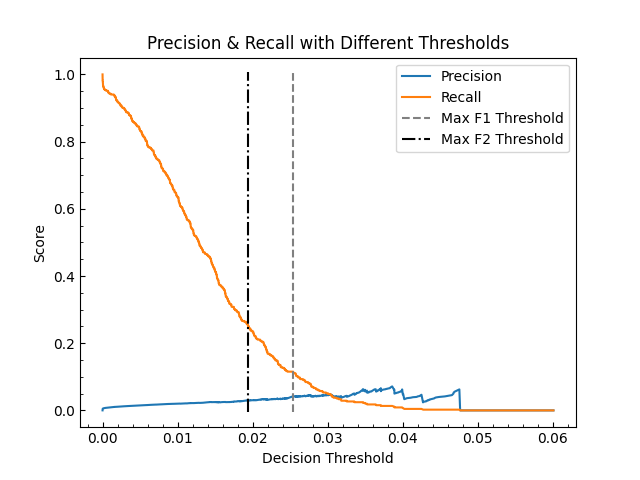 Precision & Recall with Different Thresholds
Precision
Recall
Max F1 Threshold
Max F2 Threshold
1.0
0.8
0.6
0.4
0.2
0.0
Score
0.00 0.01 0.02 0.03 0.04 0.05 0.06
Decision Threshold